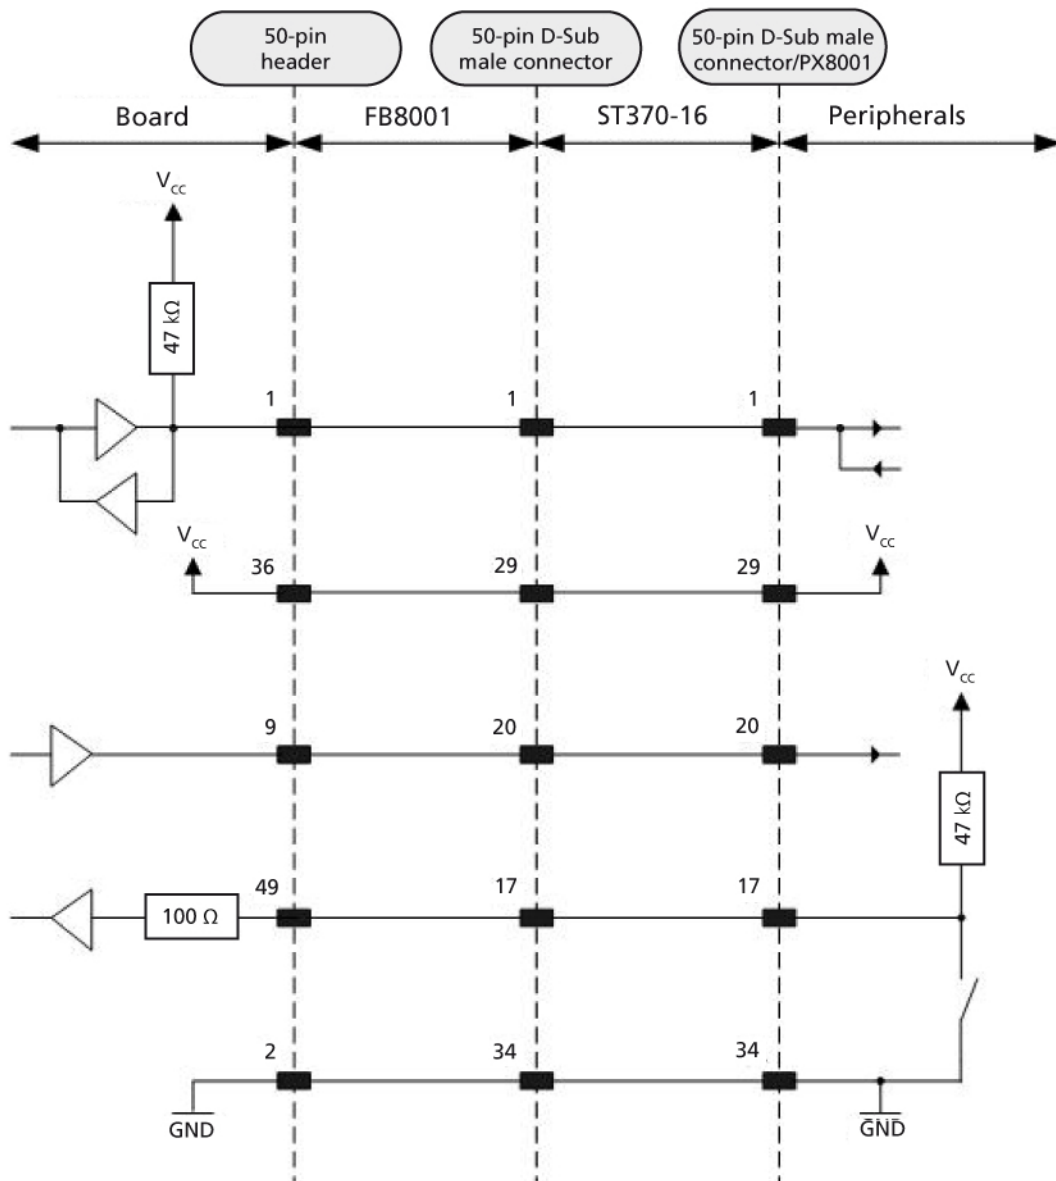 50-pin
header
50-pin D-Sub
male connector
50-pin D-Sub male
connector/PX8001
Board
FB8001
ST370-16
Peripherals
Vcc
47 kΩ
1
1
1
Vcc
36
29
29
Vcc
Vcc
9
20
20
47 kΩ
49
17
17
100 Ω
2
34
34
GND
GND